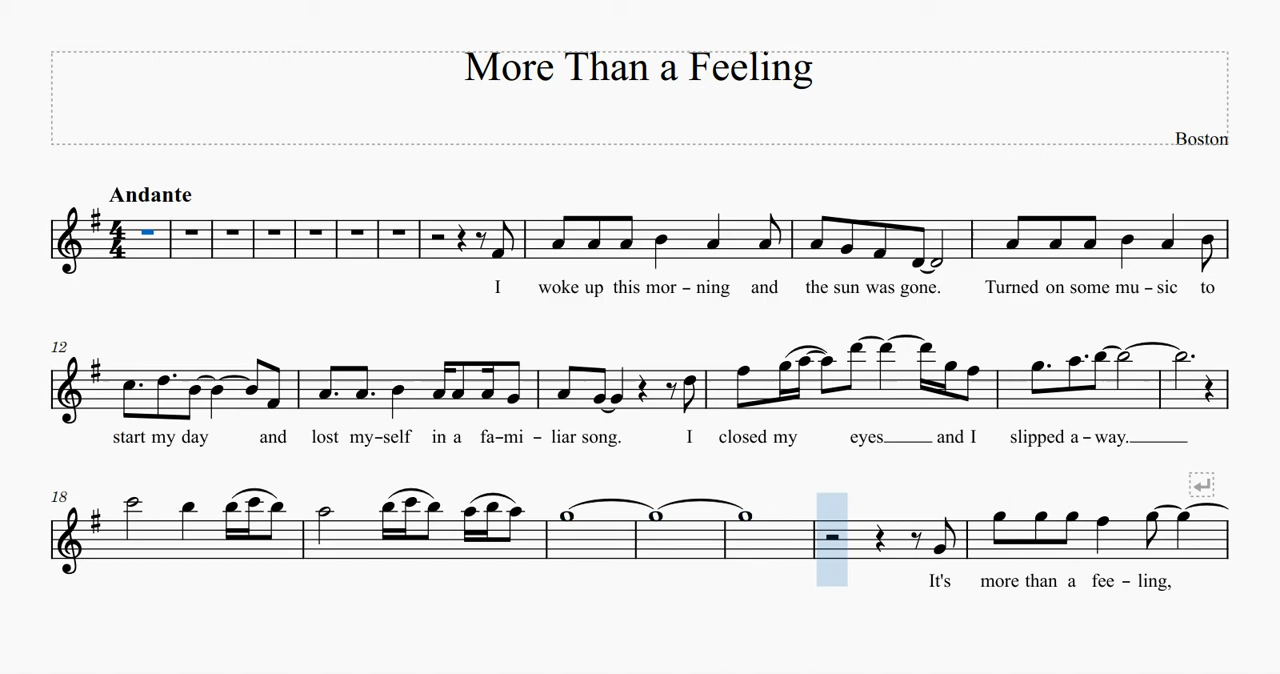 More Than a Feeling
Boston
Andante
I woke up this mor – ning and the sun was gone. Turned on some mu – sic to
12
start my day and lost my–self in a fa–mi – liar song. I closed my eyes_____ and I slipped a – way._____
18
It's more than a fee – ling,